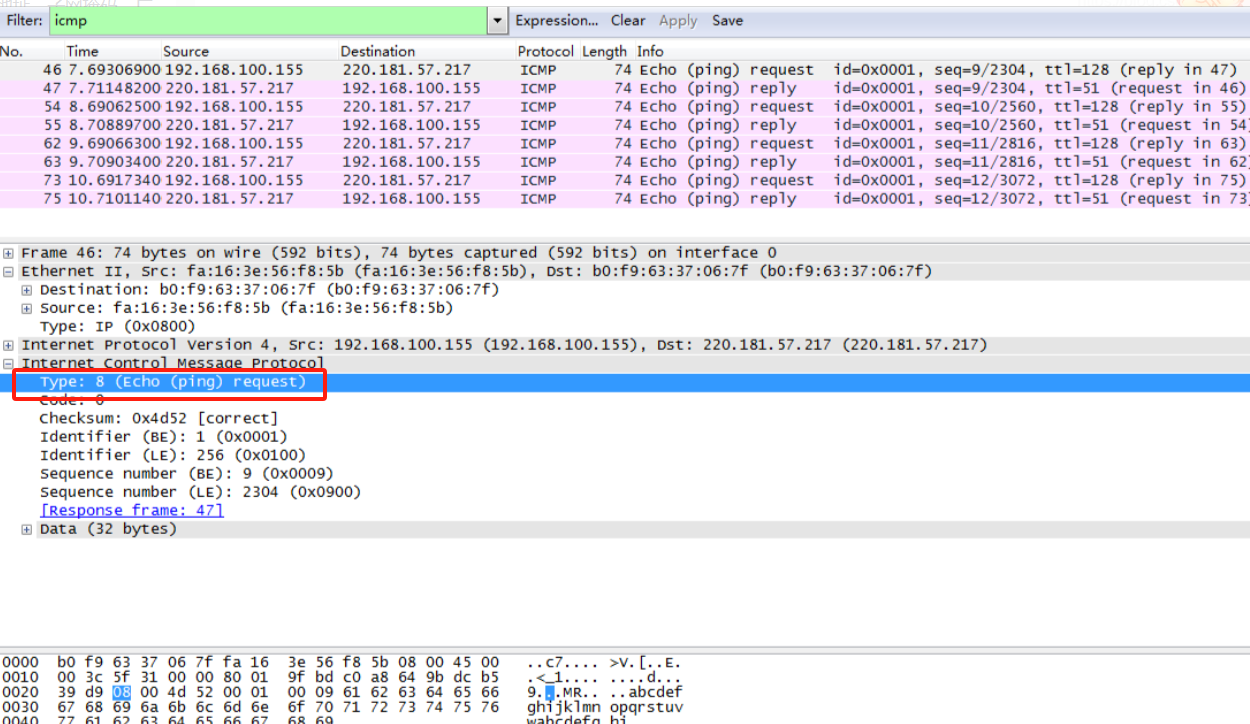 Filter: icmp Expression... Clear Apply Save
No. Time Source Destination Protocol Length Info
46 7.69306900 192.168.100.155 220.181.57.217 ICMP 74 Echo (ping) request id=0x0001, seq=9/2304, ttl=128 (reply in 47)
47 7.71148200 220.181.57.217 192.168.100.155 ICMP 74 Echo (ping) reply id=0x0001, seq=9/2304, ttl=51 (request in 46)
54 8.69062500 192.168.100.155 220.181.57.217 ICMP 74 Echo (ping) request id=0x0001, seq=10/2560, ttl=128 (reply in 55)
55 8.70889700 220.181.57.217 192.168.100.155 ICMP 74 Echo (ping) reply id=0x0001, seq=10/2560, ttl=51 (request in 54
62 9.69066300 192.168.100.155 220.181.57.217 ICMP 74 Echo (ping) request id=0x0001, seq=11/2816, ttl=128 (reply in 63)
63 9.70903400 220.181.57.217 192.168.100.155 ICMP 74 Echo (ping) reply id=0x0001, seq=11/2816, ttl=51 (request in 62
73 10.6917340 192.168.100.155 220.181.57.217 ICMP 74 Echo (ping) request id=0x0001, seq=12/3072, ttl=128 (reply in 75)
75 10.7101140 220.181.57.217 192.168.100.155 ICMP 74 Echo (ping) reply id=0x0001, seq=12/3072, ttl=51 (request in 73
Frame 46: 74 bytes on wire (592 bits), 74 bytes captured (592 bits) on interface 0
Ethernet II, Src: fa:16:3e:56:f8:5b (fa:16:3e:56:f8:5b), Dst: b0:f9:63:37:06:7f (b0:f9:63:37:06:7f)
Destination: b0:f9:63:37:06:7f (b0:f9:63:37:06:7f)
Source: fa:16:3e:56:f8:5b (fa:16:3e:56:f8:5b)
Type: IP (0x0800)
Internet Protocol Version 4, Src: 192.168.100.155 (192.168.100.155), Dst: 220.181.57.217 (220.181.57.217)
Internet Control Message Protocol
Type: 8 (Echo (ping) request)
Code: 0
Checksum: 0x4d52 [correct]
Identifier (BE): 1 (0x0001)
Identifier (LE): 256 (0x0100)
Sequence number (BE): 9 (0x0009)
Sequence number (LE): 2304 (0x0900)
[Response frame: 47]
Data (32 bytes)
0000 b0 f9 63 37 06 7f fa 16 3e 56 f8 5b 08 00 45 00 ..c7.... >V.[..E.
0010 00 3c 5f 31 00 00 80 01 9f bd c0 a8 64 9b dc b5 .<_1.... ....d...
0020 39 d9 08 00 4d 52 00 01 00 09 61 62 63 64 65 66 9...MR.. ..abcdef
0030 67 68 69 6a 6b 6c 6d 6e 6f 70 71 72 73 74 75 76 ghijklmn opqrstuv
0040 77 61 62 63 64 65 66 67 68 69 wabcdefg hi